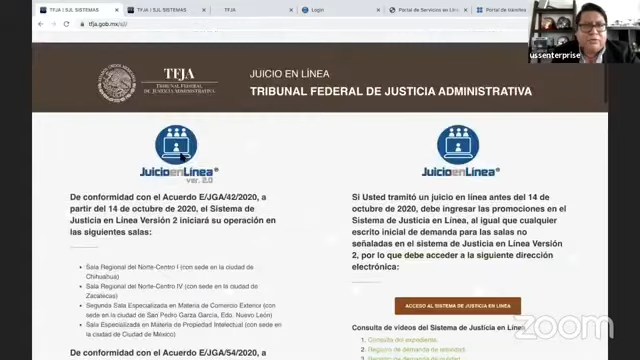 TFJA | SJL SISTEMAS
TFJA | SJL SISTEMAS
TFJA
Login
Portal de Servicios en Lín
Portal de trámites
tfja.gob.mx/sjl/
ussenterprise
TFJA
TRIBUNAL FEDERAL
DE JUSTICIA ADMINISTRATIVA
JUICIO EN LÍNEA
TRIBUNAL FEDERAL DE JUSTICIA ADMINISTRATIVA
JuicioenLínea®
ver. 2.0
De conformidad con el Acuerdo E/JGA/42/2020, a
partir del 14 de octubre de 2020, el Sistema de
Justicia en Línea Versión 2 iniciará su operación en
las siguientes salas:
Sala Regional del Norte-Centro I (con sede en la ciudad de
Chihuahua)
Sala Regional del Norte-Centro IV (con sede en la ciudad de
Zacatecas)
Segunda Sala Especializada en Materia de Comercio Exterior (con
sede en la ciudad de San Pedro Garza García, Edo. Nuevo León)
Sala Especializada en Materia de Propiedad Intelectual (con sede
en la ciudad de Ciudad de México)
De conformidad con el Acuerdo E/JGA/54/2020, a
JuicioenLínea®
Si Usted tramitó un juicio en línea antes del 14 de
octubre de 2020, debe ingresar las promociones en el
Sistema de Justicia en Línea, al igual que cualquier
escrito inicial de demanda para las salas no
señaladas en el sistema de Justicia en Línea Versión
2, por lo que debe acceder a la siguiente dirección
electrónica:
ACCESO AL SISTEMA DE JUSTICIA EN LÍNEA
Consulta de videos del Sistema de Justicia en Línea
1. Consulta del expediente.
2. Registro de demanda de nulidad.
zoom